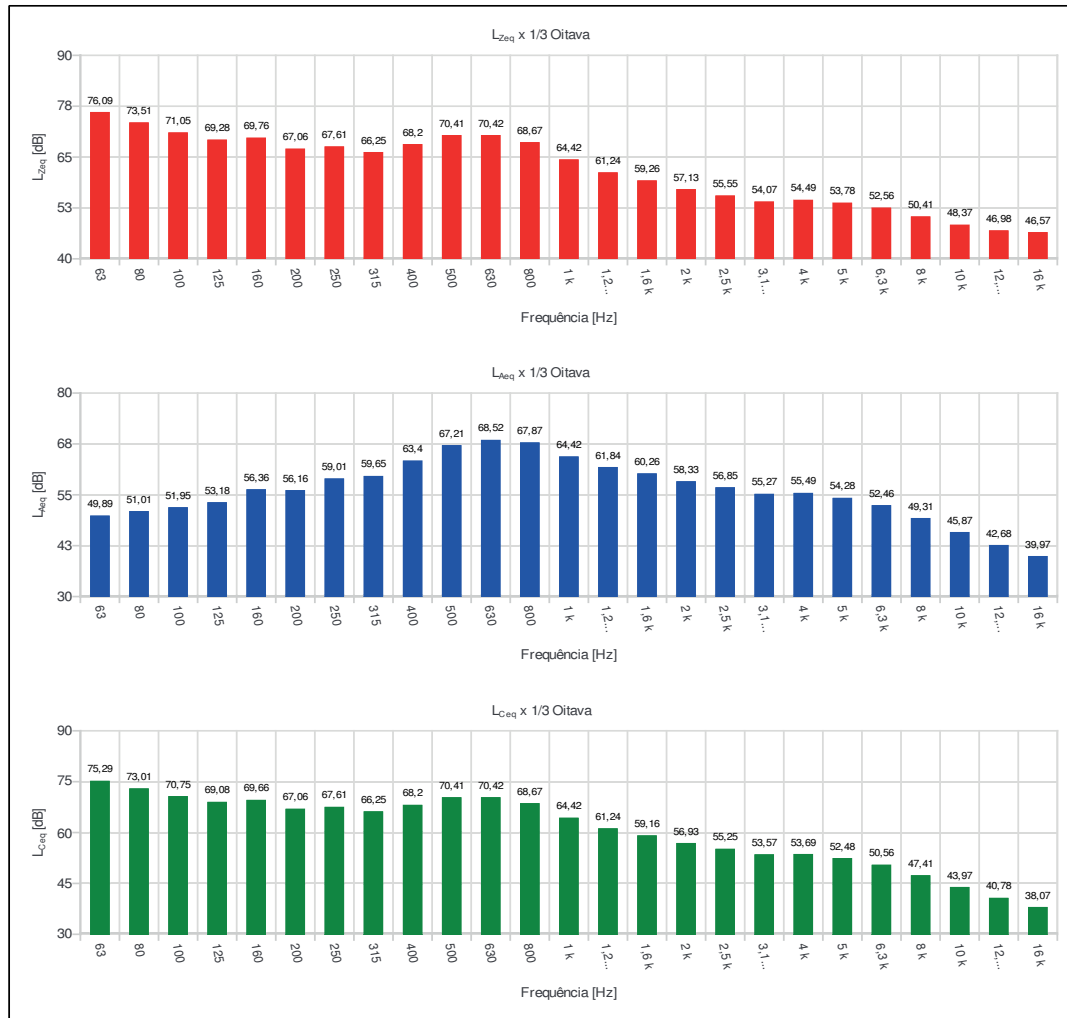 L_Zeq x 1/3 Oitava
90
78
65
53
40
L_Zeq [dB]
76,09 73,51 71,05 69,28 69,76 67,06 67,61 66,25 68,2 70,41 70,42 68,67 64,42 61,24 59,26 57,13 55,55 54,07 54,49 53,78 52,56 50,41 48,37 46,98 46,57
63 80 100 125 160 200 250 315 400 500 630 800 1 k 1,2... 1,6 k 2 k 2,5 k 3,1... 4 k 5 k 6,3 k 8 k 10 k 12,... 16 k
Frequência [Hz]
L_Aeq x 1/3 Oitava
80
68
55
43
30
L_Aeq [dB]
49,89 51,01 51,95 53,18 56,36 56,16 59,01 59,65 63,4 67,21 68,52 67,87 64,42 61,84 60,26 58,33 56,85 55,27 55,49 54,28 52,46 49,31 45,87 42,68 39,97
63 80 100 125 160 200 250 315 400 500 630 800 1 k 1,2... 1,6 k 2 k 2,5 k 3,1... 4 k 5 k 6,3 k 8 k 10 k 12,... 16 k
Frequência [Hz]
L_Ceq x 1/3 Oitava
90
75
60
45
30
L_Ceq [dB]
75,29 73,01 70,75 69,08 69,66 67,06 67,61 66,25 68,2 70,41 70,42 68,67 64,42 61,24 59,16 56,93 55,25 53,57 53,69 52,48 50,56 47,41 43,97 40,78 38,07
63 80 100 125 160 200 250 315 400 500 630 800 1 k 1,2... 1,6 k 2 k 2,5 k 3,1... 4 k 5 k 6,3 k 8 k 10 k 12,... 16 k
Frequência [Hz]